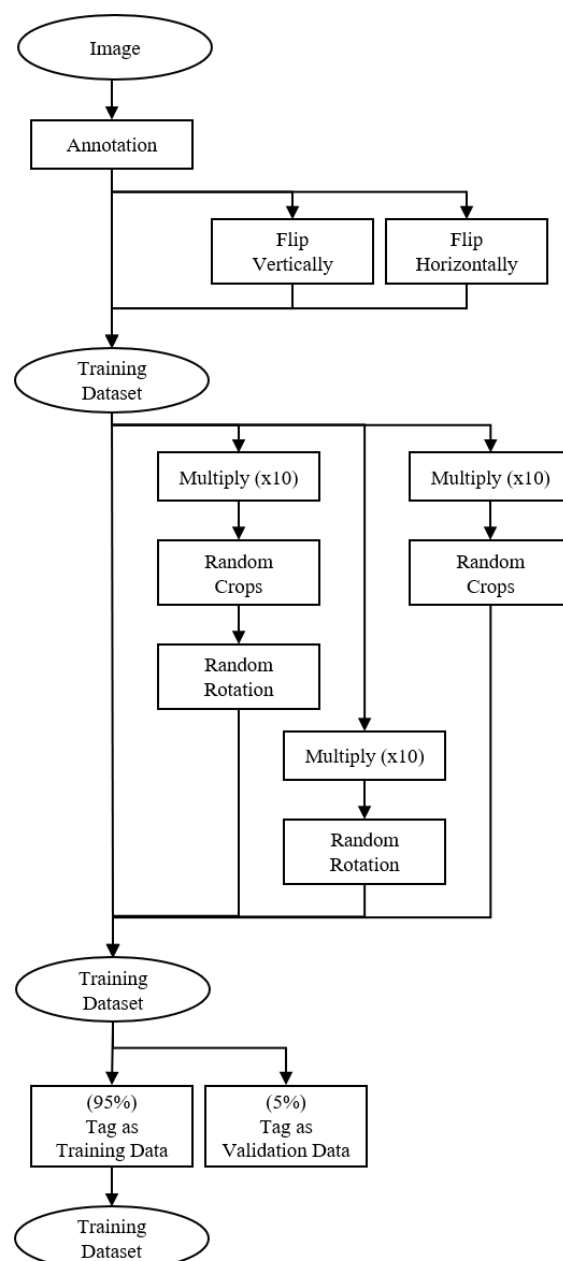 Image
Annotation
Flip
Vertically
Flip
Horizontally
Training
Dataset
Multiply (x10)
Random
Crops
Random
Rotation
Multiply (x10)
Random
Rotation
Multiply (x10)
Random
Crops
Training
Dataset
(95%)
Tag as
Training Data
(5%)
Tag as
Validation Data
Training
Dataset